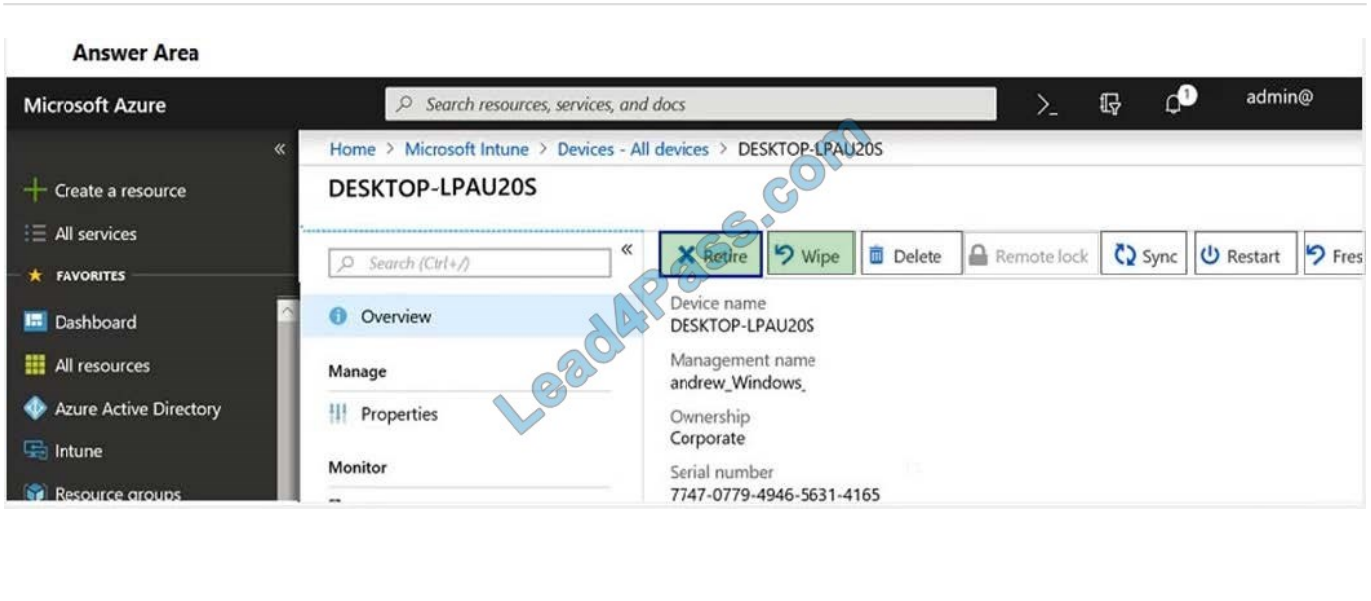 Answer Area
Microsoft Azure
Search resources, services, and docs
1
admin@
Home > Microsoft Intune > Devices - All devices > DESKTOP-LPAU20S
DESKTOP-LPAU20S
Create a resource
All services
FAVORITES
Dashboard
All resources
Azure Active Directory
Intune
Resource groups
Search (Ctrl+/)
Overview
Manage
Properties
Monitor
Retire
Wipe
Delete
Remote lock
Sync
Restart
Fres
Device name
DESKTOP-LPAU20S
Management name
andrew_Windows_
Ownership
Corporate
Serial number
7747-0779-4946-5631-4165
Lead4Pass.com